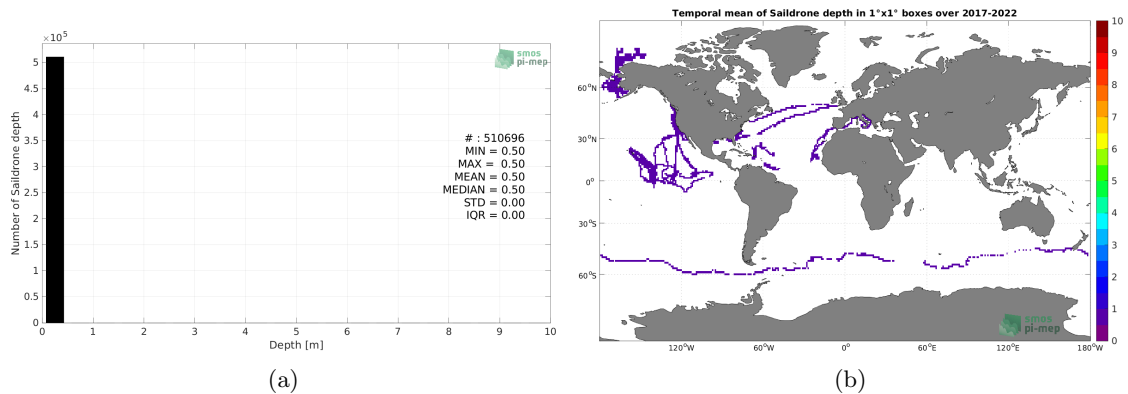 ×10⁵
5
4.5
4
3.5
3
2.5
2
1.5
1
0.5
0
Number of Saildrone depth
smos
pi-mep
# : 510696
MIN = 0.50
MAX = 0.50
MEAN = 0.50
MEDIAN = 0.50
STD = 0.00
IQR = 0.00
0 1 2 3 4 5 6 7 8 9 10
Depth [m]
(a)
Temporal mean of Saildrone depth in 1°x1° boxes over 2017-2022
60°N
30°N
0°
30°S
60°S
120°W 60°W 0° 60°E 120°E 180°W
smos
pi-mep
10
9
8
7
6
5
4
3
2
1
0
(b)